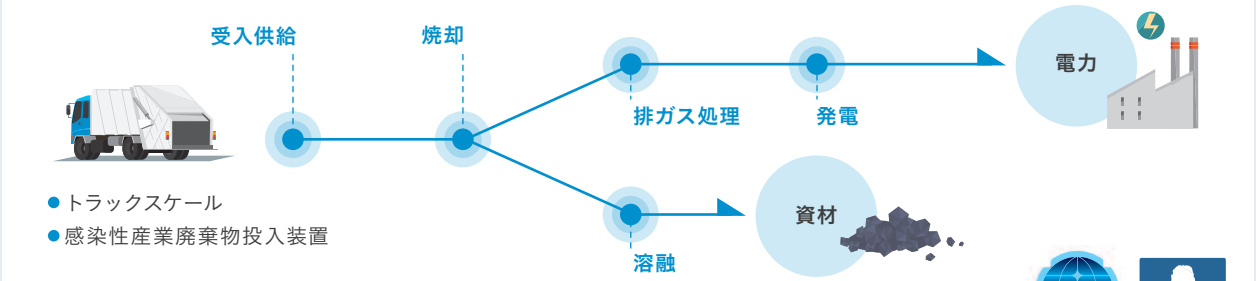 受入供給
焼却
排ガス処理
発電
電力
溶融
資材
トラックスケール
感染性産業廃棄物投入装置